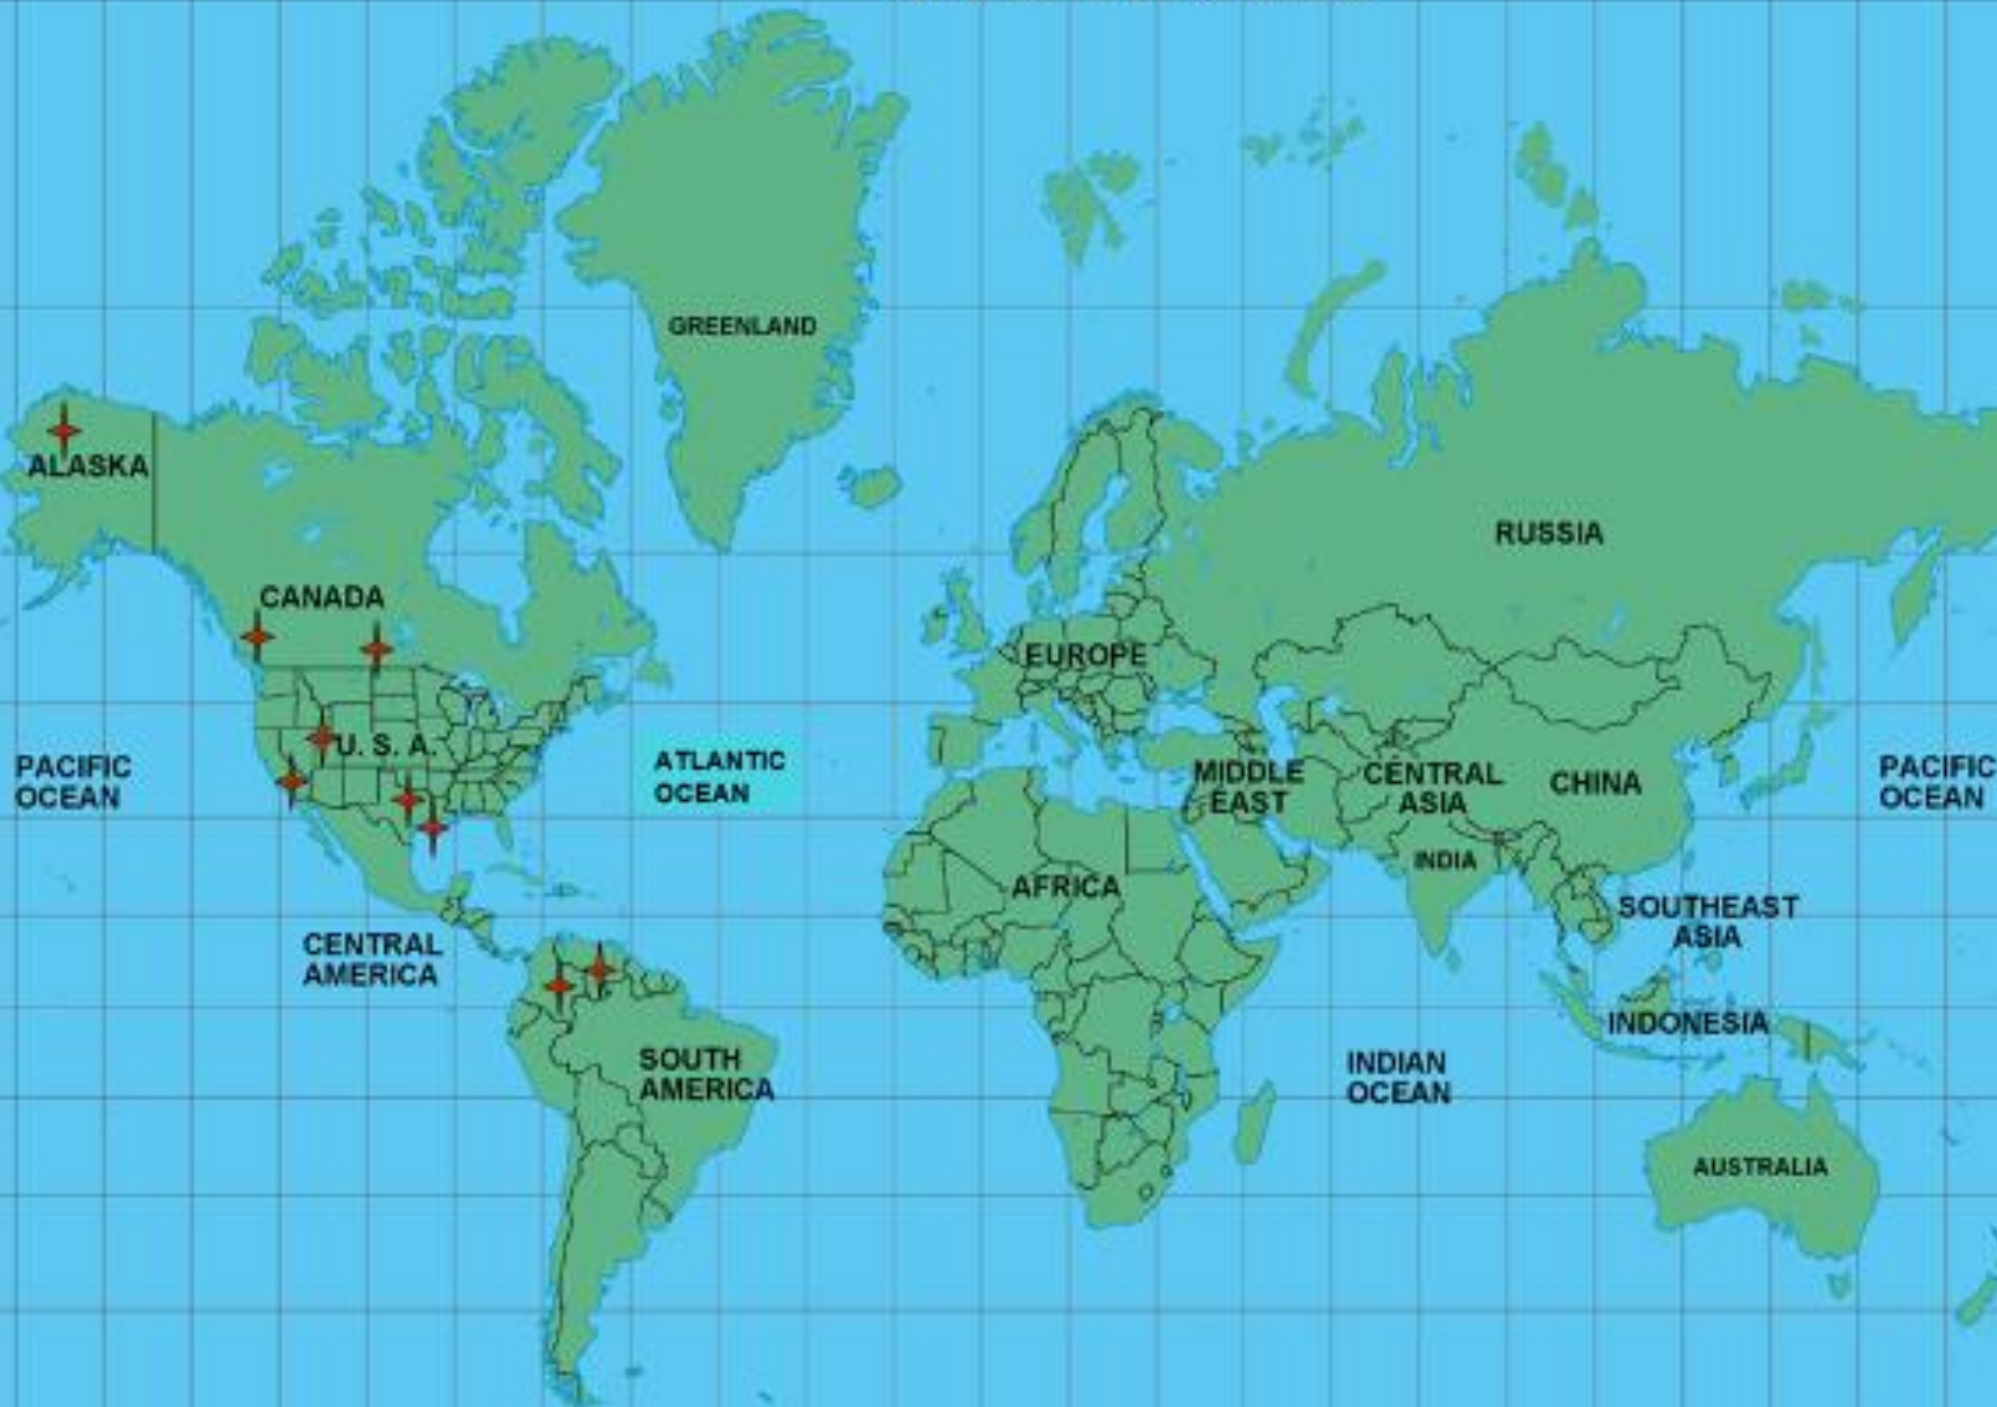 GREENLAND
ALASKA
RUSSIA
CANADA
EUROPE
U. S. A.
PACIFIC
OCEAN
ATLANTIC
OCEAN
MIDDLE
EAST
CENTRAL
ASIA
CHINA
PACIFIC
OCEAN
INDIA
AFRICA
SOUTHEAST
ASIA
CENTRAL
AMERICA
INDONESIA
SOUTH
AMERICA
INDIAN
OCEAN
AUSTRALIA